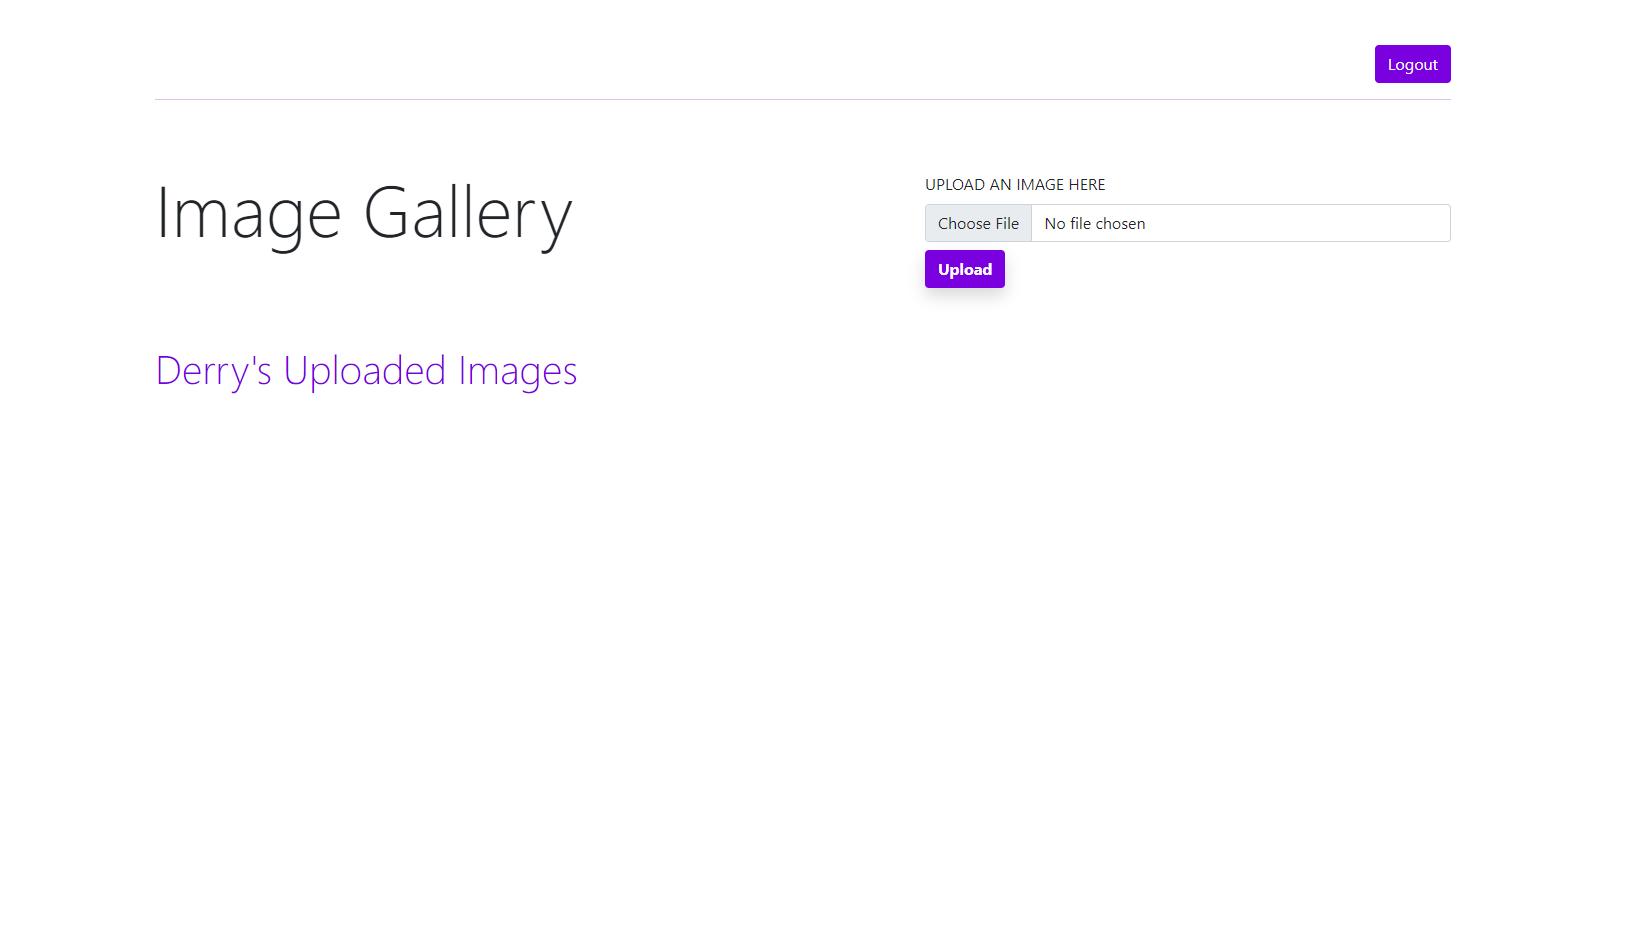 Logout
Image Gallery
UPLOAD AN IMAGE HERE
Choose File No file chosen
Upload
Derry's Uploaded Images